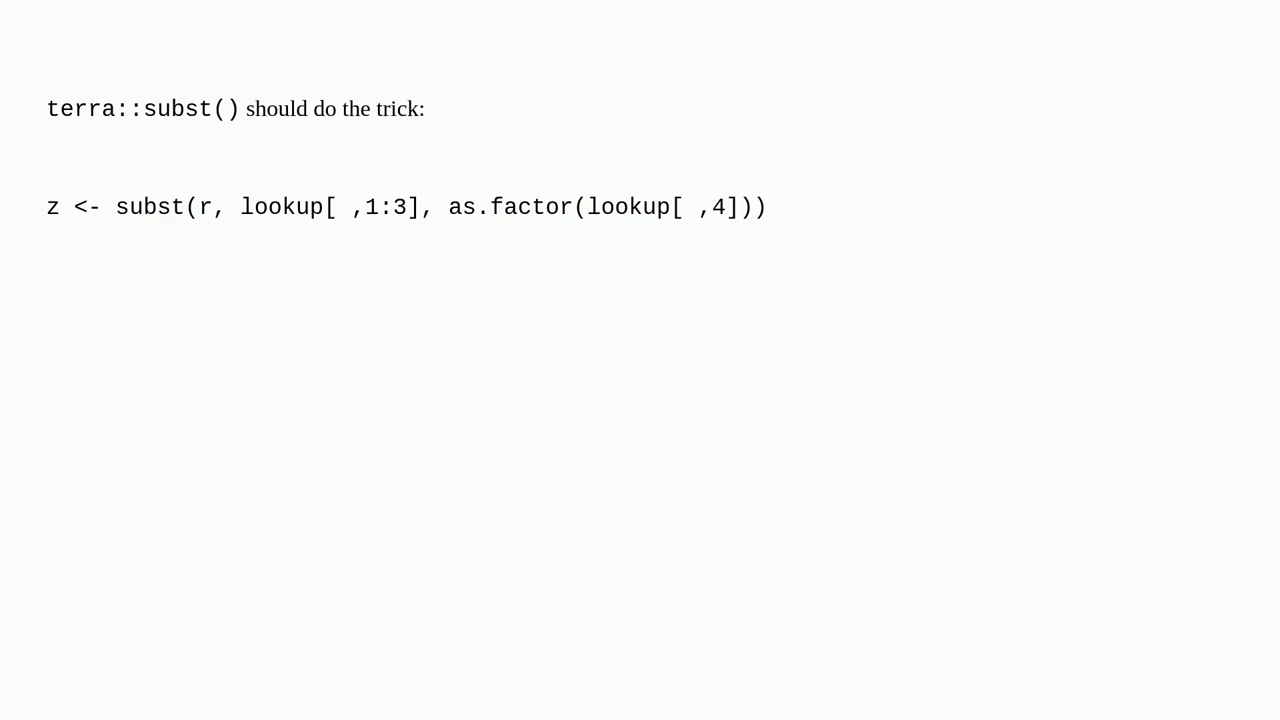 terra::subst() should do the trick:
z <- subst(r, lookup[ ,1:3], as.factor(lookup[ ,4]))